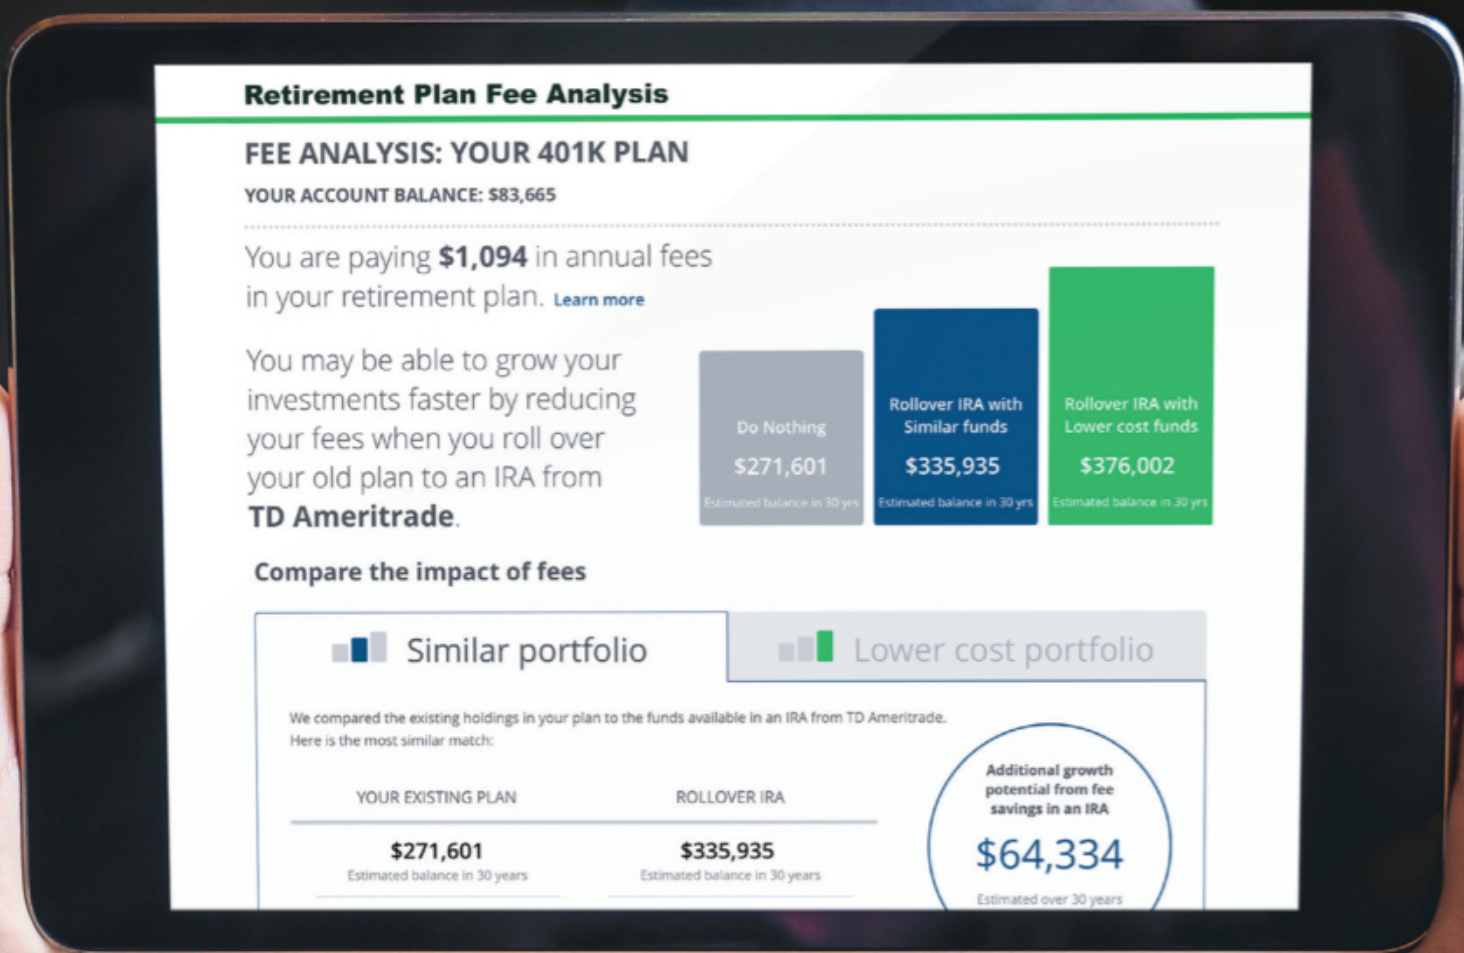 Retirement Plan Fee Analysis
FEE ANALYSIS: YOUR 401K PLAN
YOUR ACCOUNT BALANCE: $83,665
You are paying $1,094 in annual fees
in your retirement plan. Learn more
You may be able to grow your
investments faster by reducing
your fees when you roll over
your old plan to an IRA from
TD Ameritrade.
Do Nothing
$271,601
Estimated balance in 30 yrs
Rollover IRA with
Similar funds
$335,935
Estimated balance in 30 yrs
Rollover IRA with
Lower cost funds
$376,002
Estimated balance in 30 yrs
Compare the impact of fees
Similar portfolio
Lower cost portfolio
We compared the existing holdings in your plan to the funds available in an IRA from TD Ameritrade.
Here is the most similar match:
YOUR EXISTING PLAN
ROLLOVER IRA
$271,601
Estimated balance in 30 years
$335,935
Estimated balance in 30 years
Additional growth
potential from fee
savings in an IRA
$64,334
Estimated over 30 years